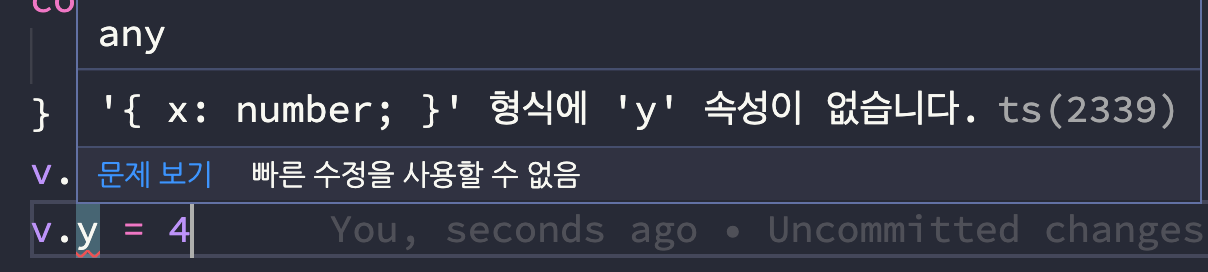 co
any
} '{ x: number; }' 형식에 'y' 속성이 없습니다. ts(2339)
v. 문제 보기 빠른 수정을 사용할 수 없음
v.y = 4 You, seconds ago • Uncommitted changes